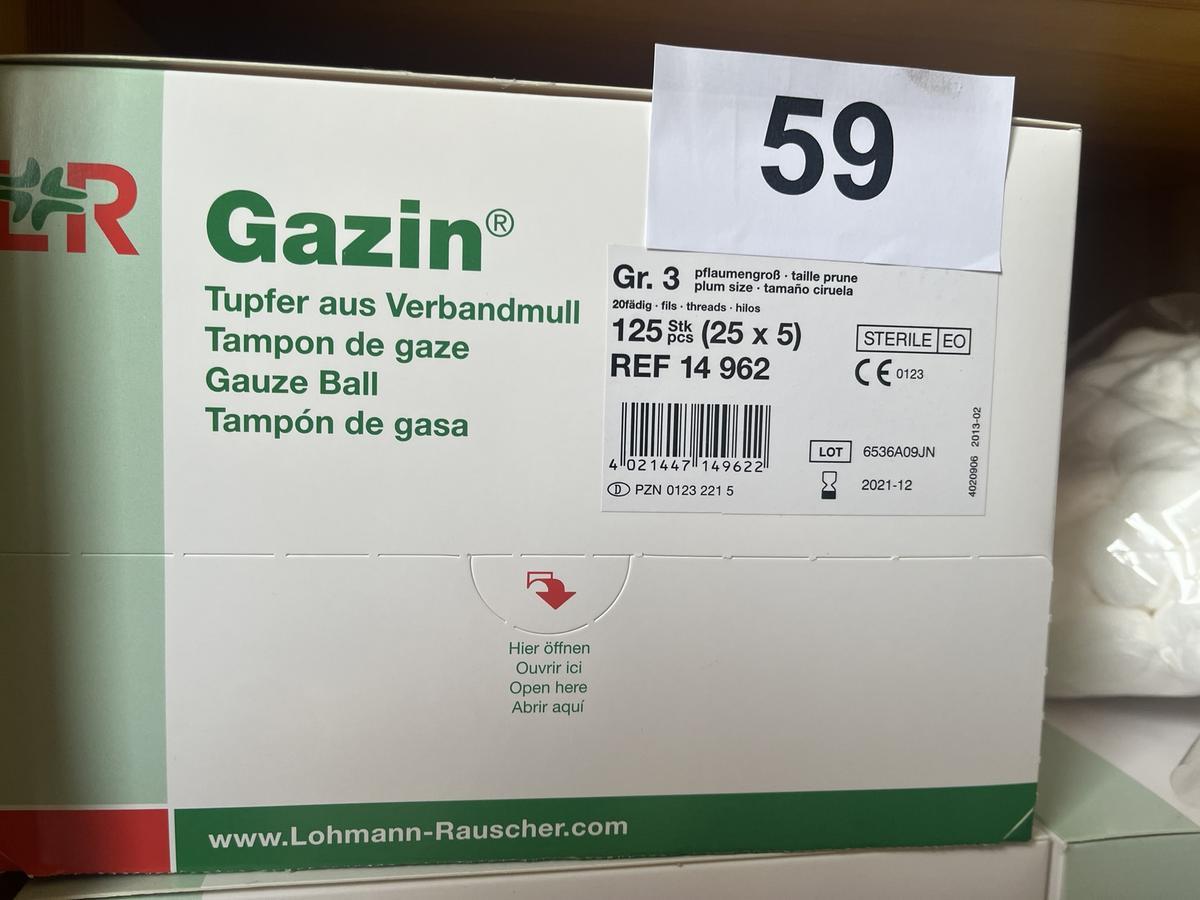 59
L+R
Gazin®
Tupfer aus Verbandmull
Tampon de gaze
Gauze Ball
Tampón de gasa
Gr. 3 pflaumengroß · taille prune
plum size · tamaño ciruela
20fädig · fils · threads · hilos
125 Stk pcs (25 x 5)
REF 14 962
STERILE EO
CE 0123
4 021447 149622
D PZN 0123 221 5
LOT 6536A09JN
2021-12
4020906 2013-02
Hier öffnen
Ouvrir ici
Open here
Abrir aquí
www.Lohmann-Rauscher.com